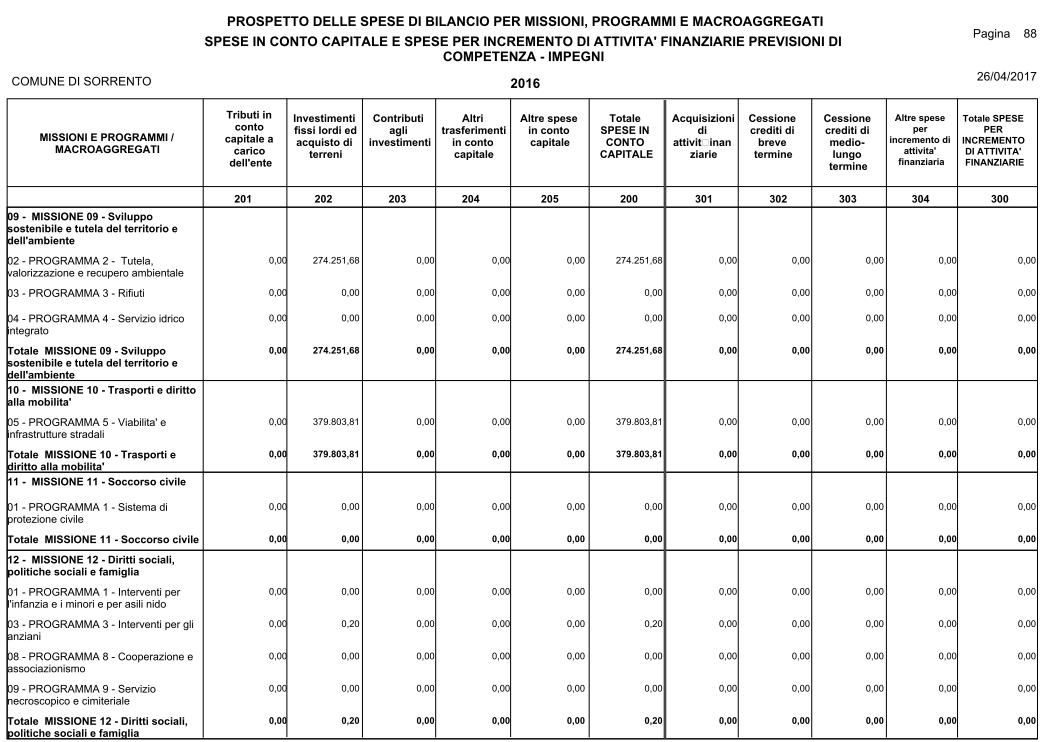 PROSPETTO DELLE SPESE DI BILANCIO PER MISSIONI, PROGRAMMI E MACROAGGREGATI
SPESE IN CONTO CAPITALE E SPESE PER INCREMENTO DI ATTIVITA' FINANZIARIE PREVISIONI DI
COMPETENZA - IMPEGNI
Pagina 88
COMUNE DI SORRENTO
2016
26/04/2017
MISSIONI E PROGRAMMI /
MACROAGGREGATI
Tributi in
conto
capitale a
carico
dell'ente
Investimenti
fissi lordi ed
acquisto di
terreni
Contributi
agli
investimenti
Altri
trasferimenti
in conto
capitale
Altre spese
in conto
capitale
Totale
SPESE IN
CONTO
CAPITALE
Acquisizioni
di
attivit□inan
ziarie
Cessione
crediti di
breve
termine
Cessione
crediti di
medio-
lungo
termine
Altre spese
per
incremento di
attivita'
finanziaria
Totale SPESE
PER
INCREMENTO
DI ATTIVITA'
FINANZIARIE
201 202 203 204 205 200 301 302 303 304 300
09 - MISSIONE 09 - Sviluppo
sostenibile e tutela del territorio e
dell'ambiente
02 - PROGRAMMA 2 - Tutela, 0,00 274.251,68 0,00 0,00 0,00 274.251,68 0,00 0,00 0,00 0,00 0,00
valorizzazione e recupero ambientale
03 - PROGRAMMA 3 - Rifiuti 0,00 0,00 0,00 0,00 0,00 0,00 0,00 0,00 0,00 0,00 0,00
04 - PROGRAMMA 4 - Servizio idrico 0,00 0,00 0,00 0,00 0,00 0,00 0,00 0,00 0,00 0,00 0,00
integrato
Totale MISSIONE 09 - Sviluppo 0,00 274.251,68 0,00 0,00 0,00 274.251,68 0,00 0,00 0,00 0,00 0,00
sostenibile e tutela del territorio e
dell'ambiente
10 - MISSIONE 10 - Trasporti e diritto
alla mobilita'
05 - PROGRAMMA 5 - Viabilita' e 0,00 379.803,81 0,00 0,00 0,00 379.803,81 0,00 0,00 0,00 0,00 0,00
infrastrutture stradali
Totale MISSIONE 10 - Trasporti e 0,00 379.803,81 0,00 0,00 0,00 379.803,81 0,00 0,00 0,00 0,00 0,00
diritto alla mobilita'
11 - MISSIONE 11 - Soccorso civile
01 - PROGRAMMA 1 - Sistema di 0,00 0,00 0,00 0,00 0,00 0,00 0,00 0,00 0,00 0,00 0,00
protezione civile
Totale MISSIONE 11 - Soccorso civile 0,00 0,00 0,00 0,00 0,00 0,00 0,00 0,00 0,00 0,00 0,00
12 - MISSIONE 12 - Diritti sociali,
politiche sociali e famiglia
01 - PROGRAMMA 1 - Interventi per 0,00 0,00 0,00 0,00 0,00 0,00 0,00 0,00 0,00 0,00 0,00
l'infanzia e i minori e per asili nido
03 - PROGRAMMA 3 - Interventi per gli 0,00 0,20 0,00 0,00 0,00 0,20 0,00 0,00 0,00 0,00 0,00
anziani
08 - PROGRAMMA 8 - Cooperazione e 0,00 0,00 0,00 0,00 0,00 0,00 0,00 0,00 0,00 0,00 0,00
associazionismo
09 - PROGRAMMA 9 - Servizio 0,00 0,00 0,00 0,00 0,00 0,00 0,00 0,00 0,00 0,00 0,00
necroscopico e cimiteriale
Totale MISSIONE 12 - Diritti sociali, 0,00 0,20 0,00 0,00 0,00 0,20 0,00 0,00 0,00 0,00 0,00
politiche sociali e famiglia